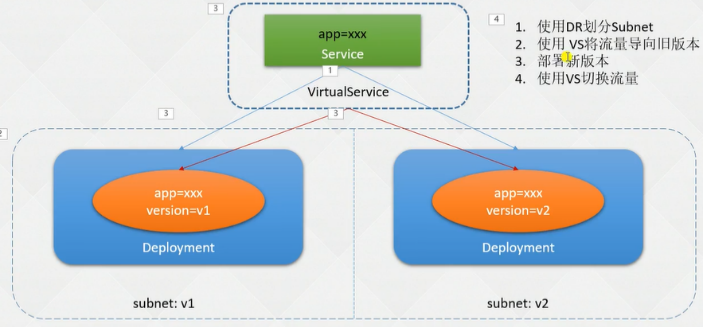 3
app=xxx
Service
1
VirtualService
4
1. 使用DR划分Subnet
2. 使用 VS将流量导向旧版本
3. 部署新版本
4. 使用VS切换流量
3
3
2
app=xxx
version=v1
Deployment
subnet: v1
app=xxx
version=v2
Deployment
subnet: v2